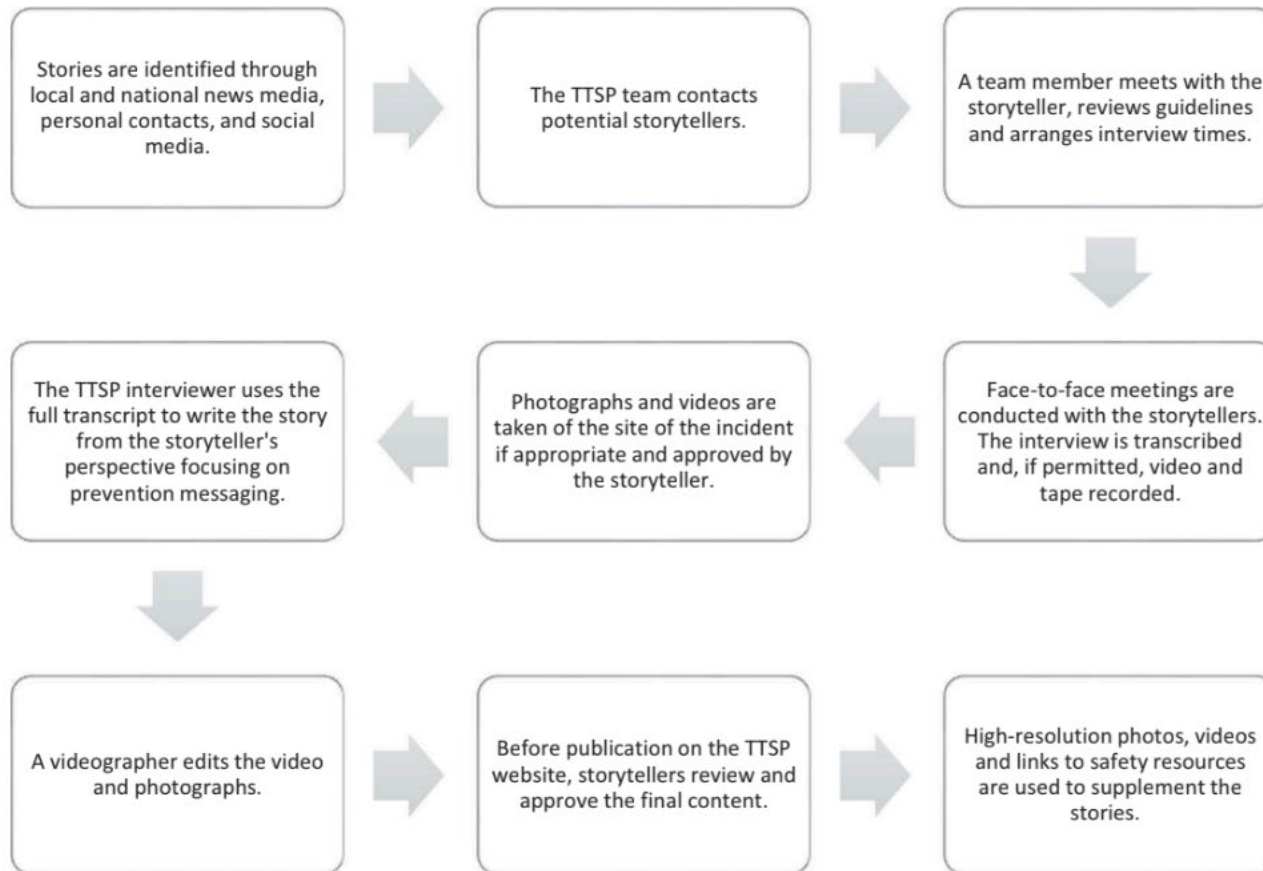 Stories are identified through
local and national news media,
personal contacts, and social
media.
The TTSP team contacts
potential storytellers.
A team member meets with the
storyteller, reviews guidelines
and arranges interview times.
Face-to-face meetings are
conducted with the storytellers.
The interview is transcribed
and, if permitted, video and
tape recorded.
Photographs and videos are
taken of the site of the incident
if appropriate and approved by
the storyteller.
The TTSP interviewer uses the
full transcript to write the story
from the storyteller's
perspective focusing on
prevention messaging.
A videographer edits the video
and photographs.
Before publication on the TTSP
website, storytellers review and
approve the final content.
High-resolution photos, videos
and links to safety resources
are used to supplement the
stories.